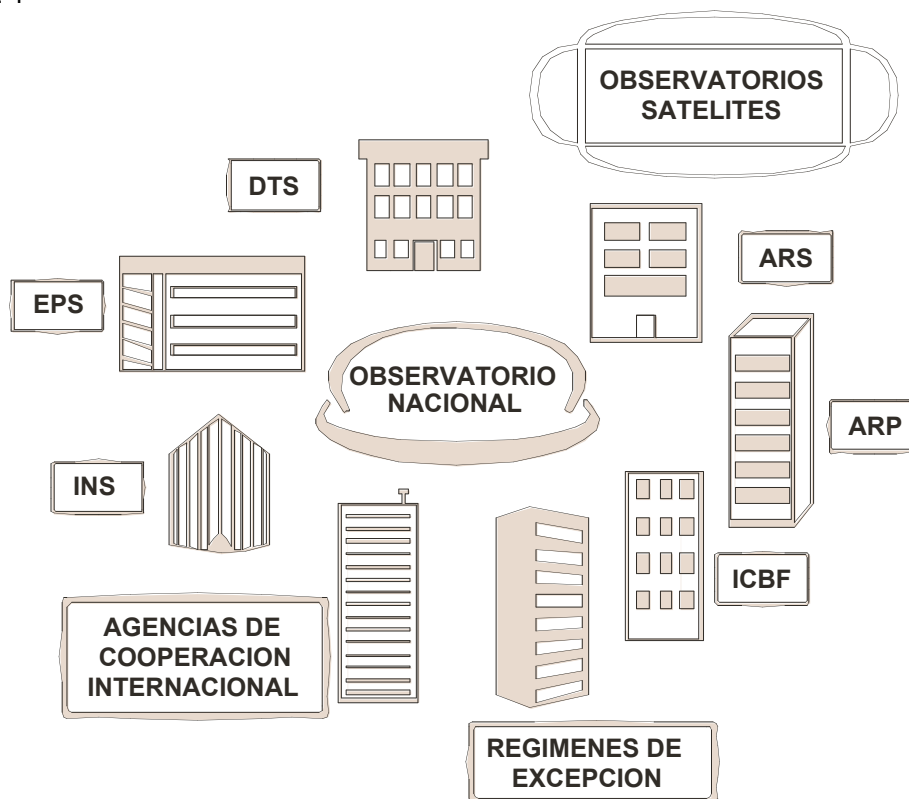 OBSERVATORIOS
SATELITES
DTS
ARS
EPS
OBSERVATORIO
NACIONAL
ARP
INS
ICBF
AGENCIAS DE
COOPERACION
INTERNACIONAL
REGIMENES DE
EXCEPCION